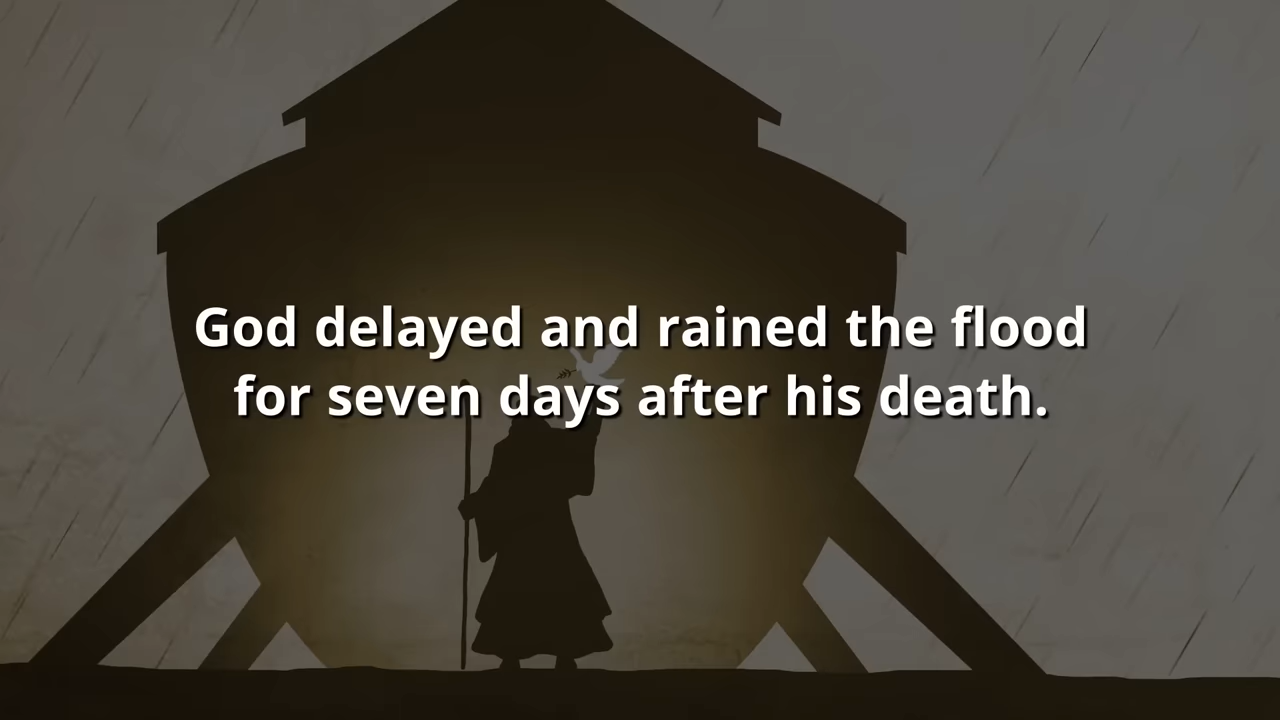 God delayed and rained the flood
for seven days after his death.